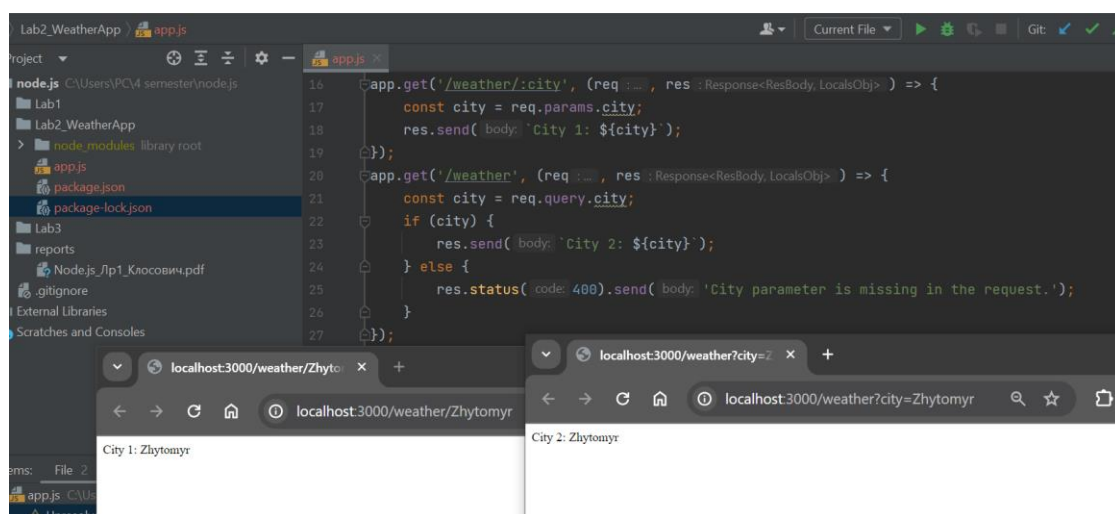 Lab2_WeatherApp 〉 app.js
Current File
Git:
Project
app.js
node.js C:\Users\PC\4 semester\node.js
Lab1
Lab2_WeatherApp
node_modules library root
app.js
package.json
package-lock.json
Lab3
reports
Node.js_Лр1_Клосович.pdf
.gitignore
External Libraries
Scratches and Consoles
16 app.get('/weather/:city', (req : ... , res : Response<ResBody, LocalsObj> ) => {
17 const city = req.params.city;
18 res.send( body: `City 1: ${city}`);
19 });
20 app.get('/weather', (req : ... , res : Response<ResBody, LocalsObj> ) => {
21 const city = req.query.city;
22 if (city) {
23 res.send( body: `City 2: ${city}`);
24 } else {
25 res.status( code: 400).send( body: 'City parameter is missing in the request.');
26 }
27 });
localhost:3000/weather/Zhyto
localhost:3000/weather/Zhytomyr
City 1: Zhytomyr
localhost:3000/weather?city=Z
localhost:3000/weather?city=Zhytomyr
City 2: Zhytomyr
File 2
app.js C:\Us